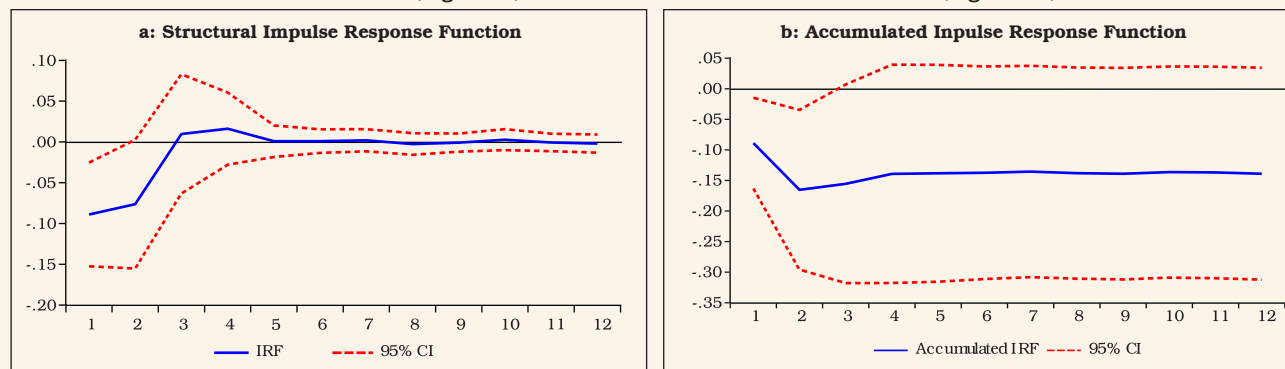 a: Structural Impulse Response Function
.10
.05
.00
-.05
-.10
-.15
-.20
1 2 3 4 5 6 7 8 9 10 11 12
IRF 95% CI
b: Accumulated Inpulse Response Function
.05
.00
-.05
-.10
-.15
-.20
-.25
-.30
-.35
1 2 3 4 5 6 7 8 9 10 11 12
Accumulated IRF 95% CI